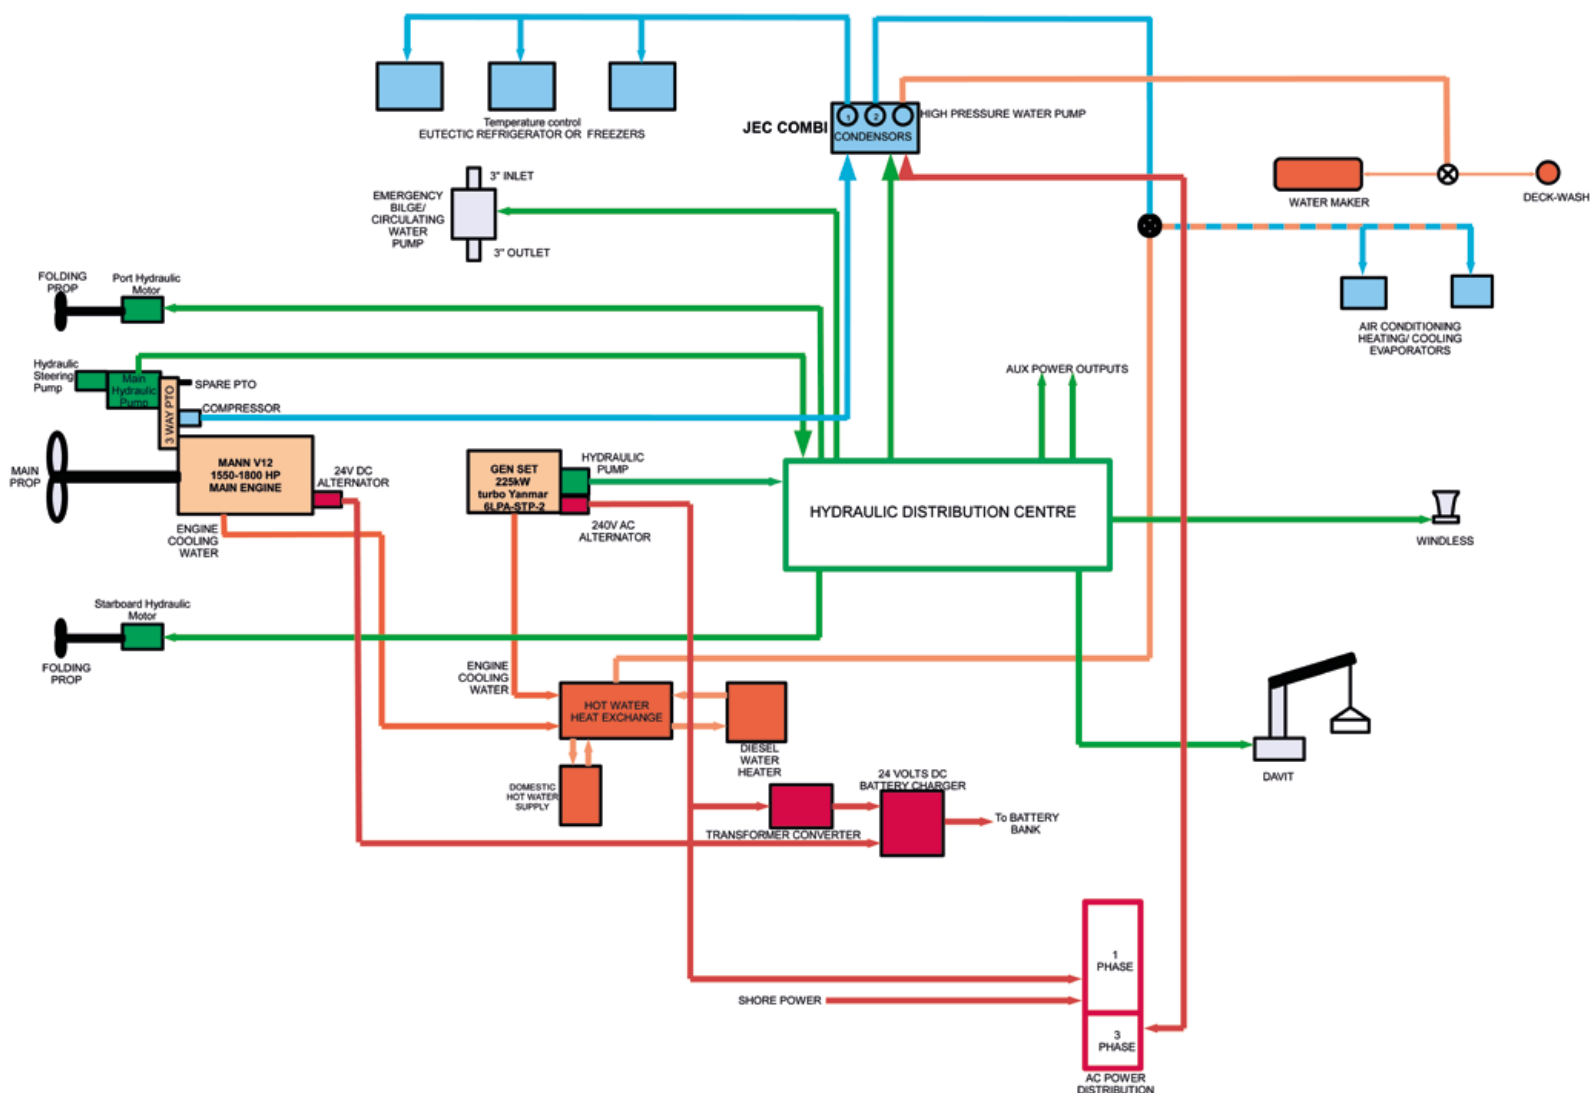 Temperature control
EUTECTIC REFRIGERATOR OR FREEZERS
JEC COMBI
1
2
CONDENSORS
HIGH PRESSURE WATER PUMP
3" INLET
EMERGENCY
BILGE/
CIRCULATING
WATER
PUMP
3" OUTLET
WATER MAKER
DECK-WASH
AIR CONDITIONING
HEATING/ COOLING
EVAPORATORS
FOLDING
PROP
Port Hydraulic
Motor
Hydraulic
Steering
Pump
Main
Hydraulic
Pump
3 WAY PTO
SPARE PTO
COMPRESSOR
MAIN
PROP
MANN V12
1550-1800 HP
MAIN ENGINE
24V DC
ALTERNATOR
ENGINE
COOLING
WATER
GEN SET
225kW
turbo Yanmar
6LPA-STP-2
HYDRAULIC
PUMP
240V AC
ALTERNATOR
AUX POWER OUTPUTS
HYDRAULIC DISTRIBUTION CENTRE
WINDLESS
Starboard Hydraulic
Motor
FOLDING
PROP
ENGINE
COOLING
WATER
HOT WATER
HEAT EXCHANGE
DIESEL
WATER
HEATER
DOMESTIC
HOT WATER
SUPPLY
DAVIT
24 VOLTS DC
BATTERY CHARGER
TRANSFORMER CONVERTER
To BATTERY
BANK
SHORE POWER
1
PHASE
3
PHASE
AC POWER
DISTRIBUTION